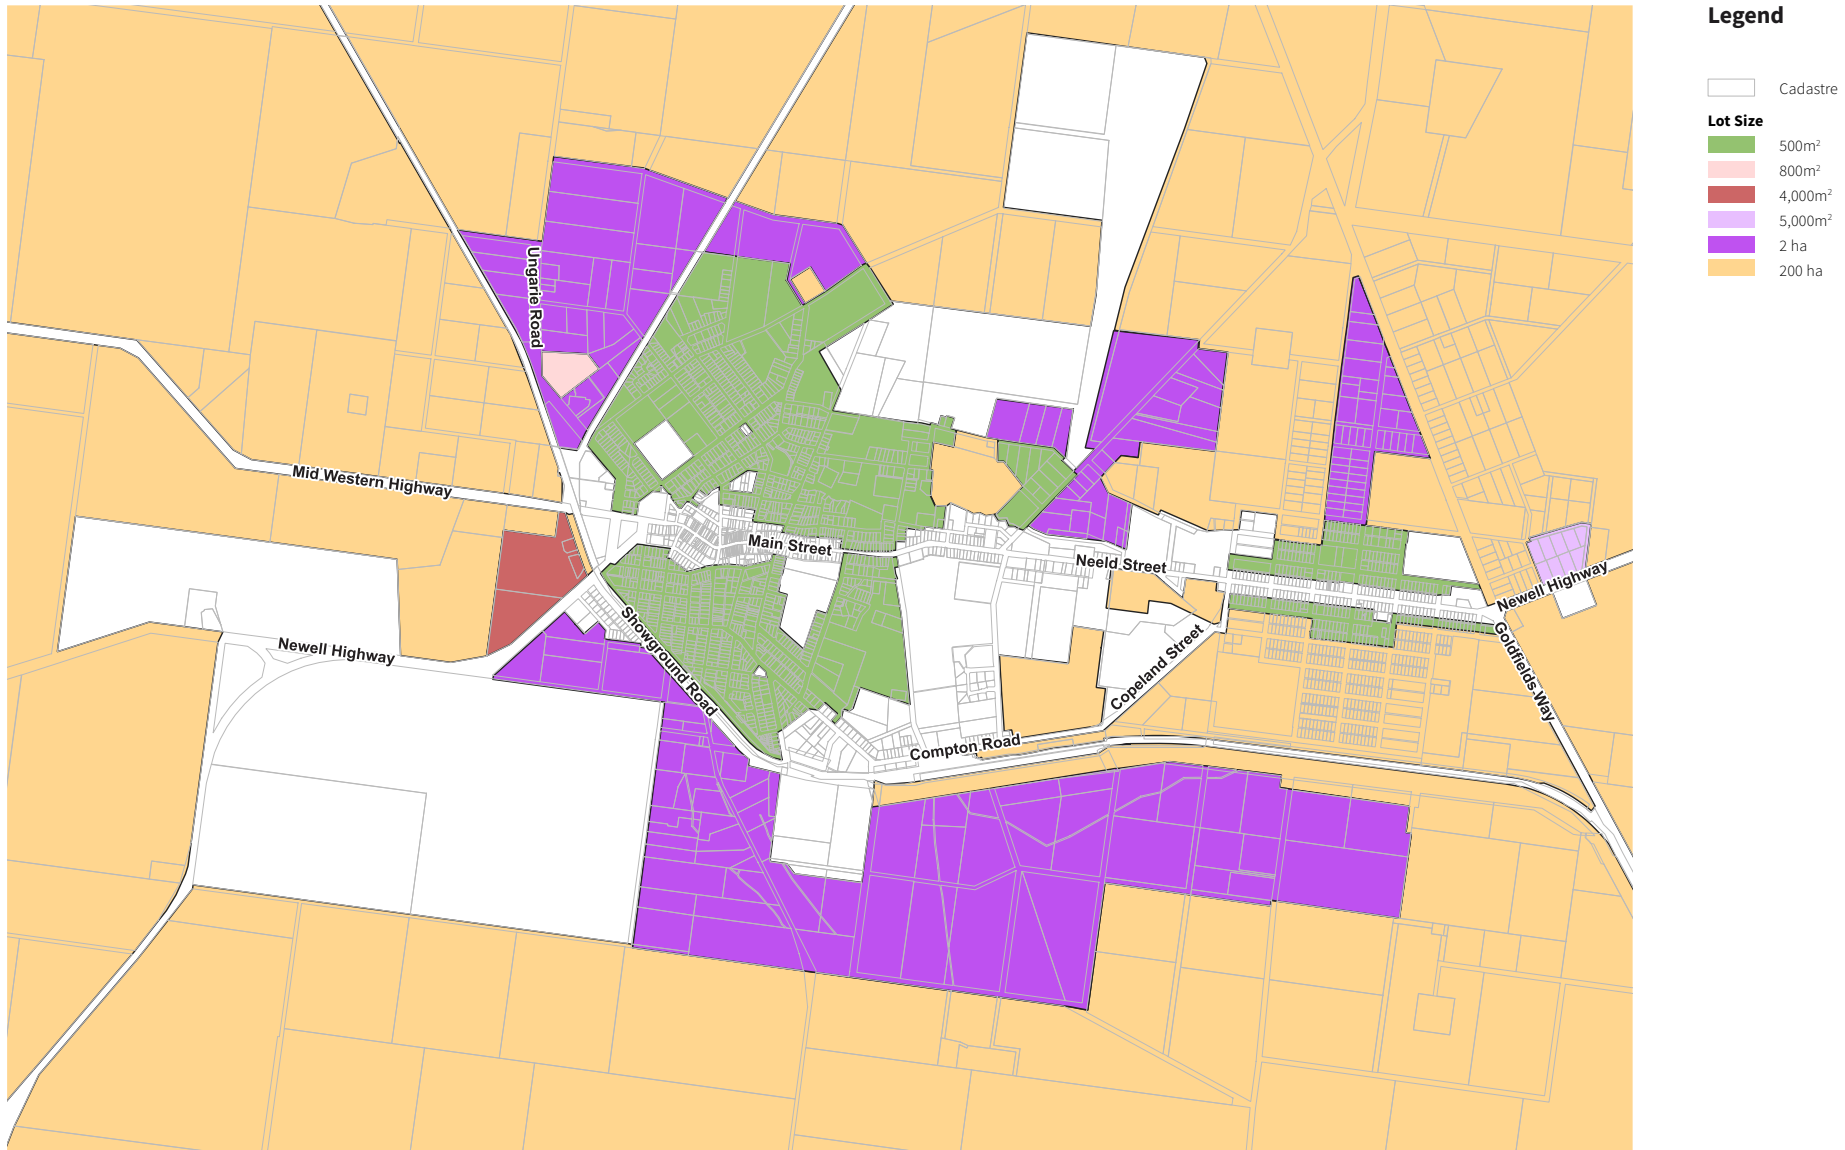 Legend
Cadastre
Lot Size
500m²
800m²
4,000m²
5,000m²
2 ha
200 ha
Ungarie Road
Mid Western Highway
Main Street
Neeld Street
Newell Highway
Newell Highway
Showground Road
Copeland Street
Goldfields Way
Compton Road